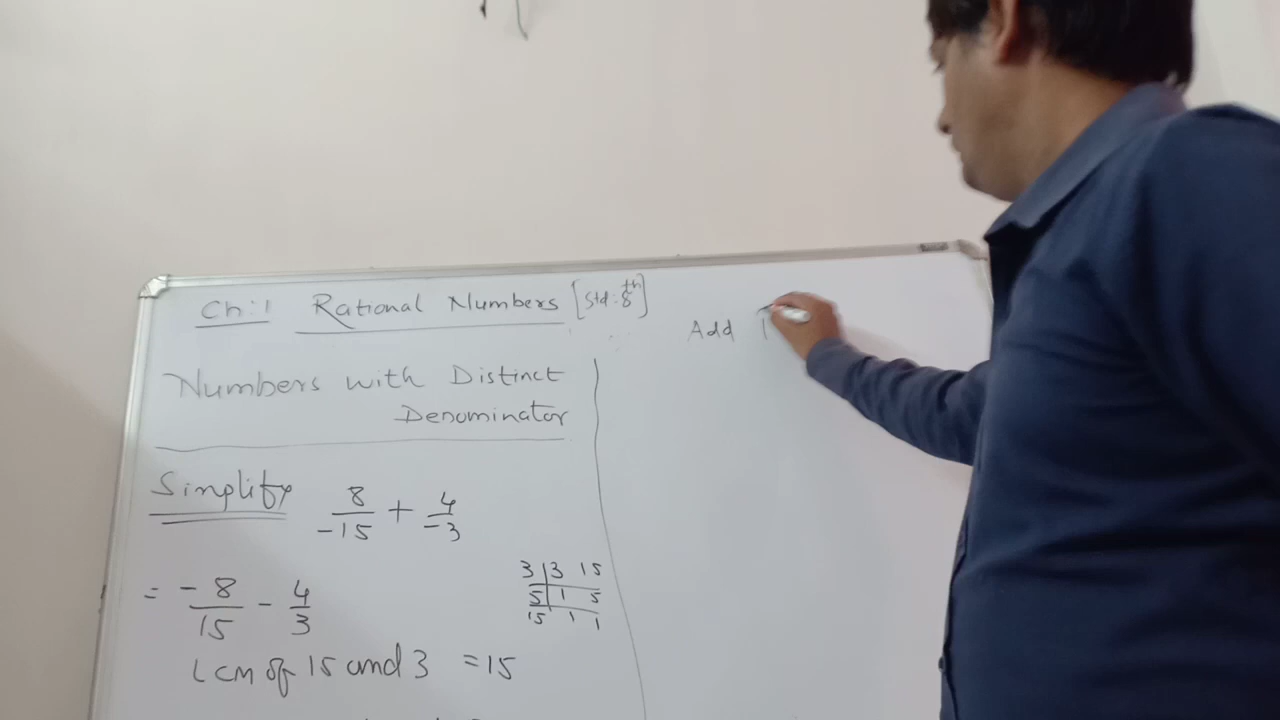 Ch:1 Rational Numbers [Std:8th]
Numbers with Distinct
Denominator
Simplify 8/-15 + 4/-3
= -8/15 - 4/3
3 | 3 15
5 | 1 5
15 1 1
LCM of 15 and 3 = 15
Add